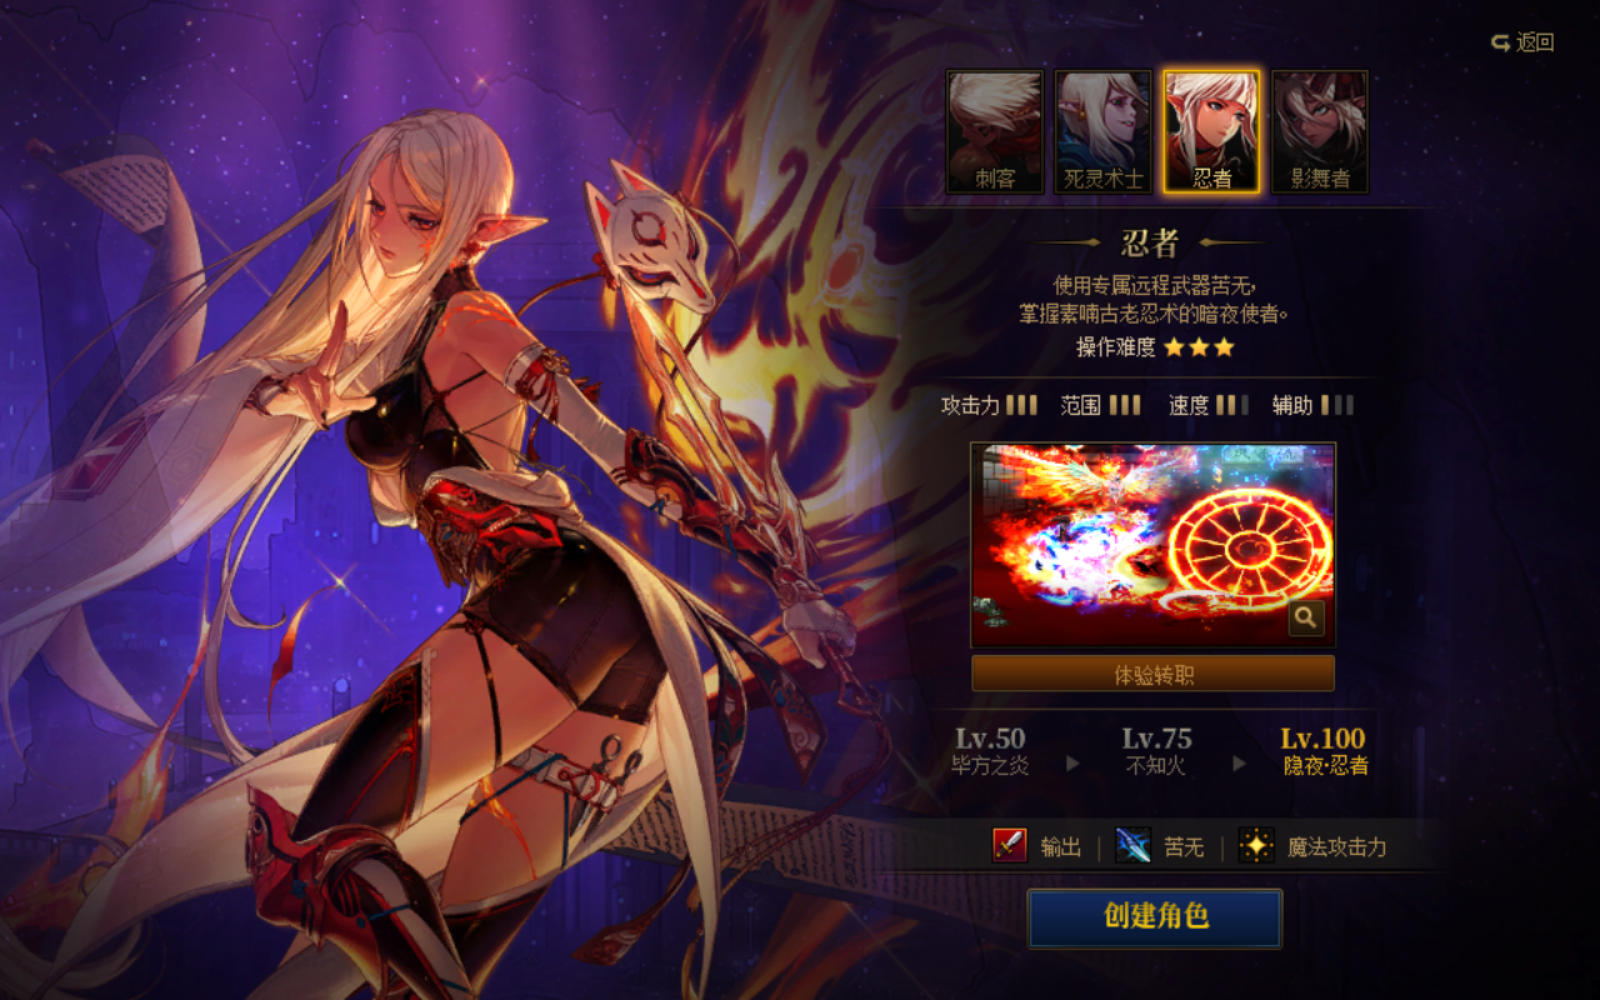 返回
刺客
死灵术士
忍者
影舞者
忍者
使用专属远程武器苦无，
掌握素喃古老忍术的暗夜使者。
操作难度
攻击力 范围 速度 辅助
体验转职
Lv.50 Lv.75 Lv.100
毕方之炎 不知火 隐夜·忍者
输出 | 苦无 | 魔法攻击力
创建角色